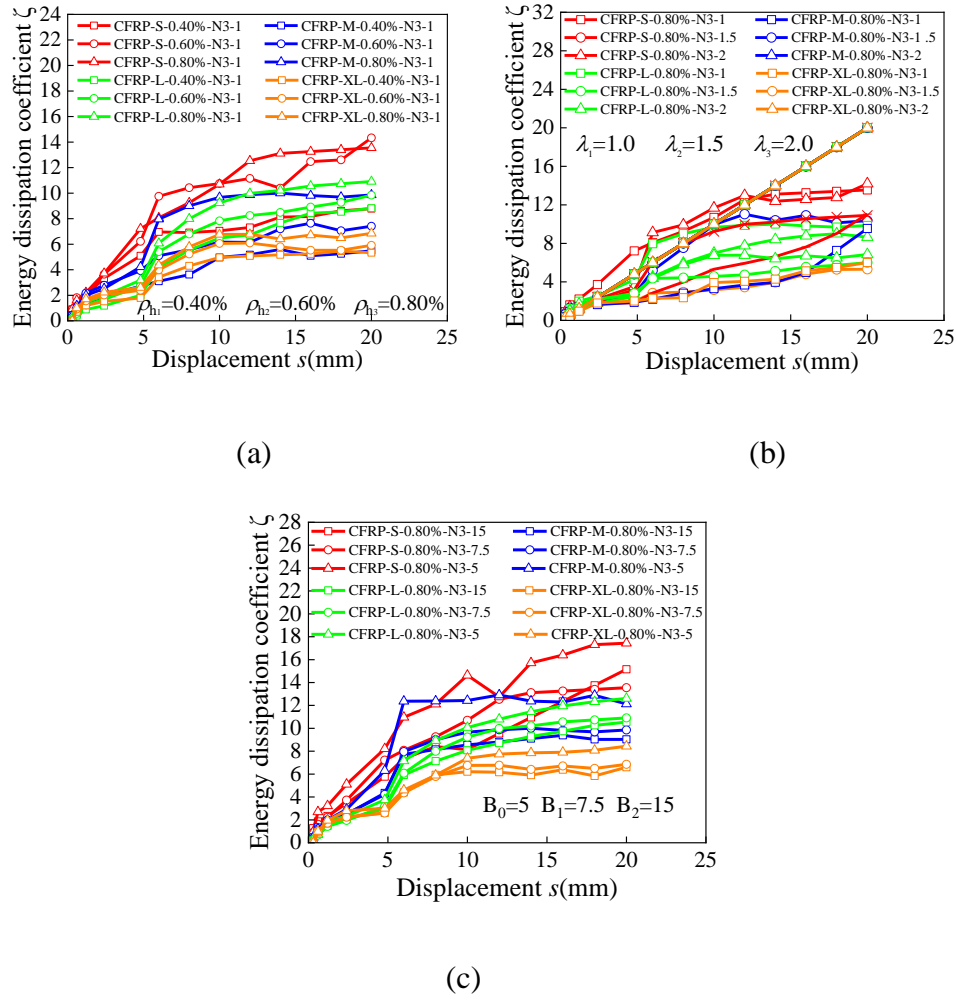 (a)
Energy dissipation coefficient ζ
24
22
20
18
16
14
12
10
8
6
4
2
0
CFRP-S-0.40%-N3-1 CFRP-M-0.40%-N3-1
CFRP-S-0.60%-N3-1 CFRP-M-0.60%-N3-1
CFRP-S-0.80%-N3-1 CFRP-M-0.80%-N3-1
CFRP-L-0.40%-N3-1 CFRP-XL-0.40%-N3-1
CFRP-L-0.60%-N3-1 CFRP-XL-0.60%-N3-1
CFRP-L-0.80%-N3-1 CFRP-XL-0.80%-N3-1
ρh1=0.40% ρh2=0.60% ρh3=0.80%
0 5 10 15 20 25
Displacement s(mm)
(b)
Energy dissipation coefficient ζ
32
28
24
20
16
12
8
4
0
CFRP-S-0.80%-N3-1 CFRP-M-0.80%-N3-1
CFRP-S-0.80%-N3-1.5 CFRP-M-0.80%-N3-1 .5
CFRP-S-0.80%-N3-2 CFRP-M-0.80%-N3-2
CFRP-L-0.80%-N3-1 CFRP-XL-0.80%-N3-1
CFRP-L-0.80%-N3-1.5 CFRP-XL-0.80%-N3-1.5
CFRP-L-0.80%-N3-2 CFRP-XL-0.80%-N3-2
λ1=1.0 λ2=1.5 λ3=2.0
0 5 10 15 20 25
Displacement s(mm)
(a)
(b)
Energy dissipation coefficient ζ
28
26
24
22
20
18
16
14
12
10
8
6
4
2
0
CFRP-S-0.80%-N3-15 CFRP-M-0.80%-N3-15
CFRP-S-0.80%-N3-7.5 CFRP-M-0.80%-N3-7.5
CFRP-S-0.80%-N3-5 CFRP-M-0.80%-N3-5
CFRP-L-0.80%-N3-15 CFRP-XL-0.80%-N3-15
CFRP-L-0.80%-N3-7.5 CFRP-XL-0.80%-N3-7.5
CFRP-L-0.80%-N3-5 CFRP-XL-0.80%-N3-5
B0=5 B1=7.5 B2=15
0 5 10 15 20 25
Displacement s(mm)
(c)